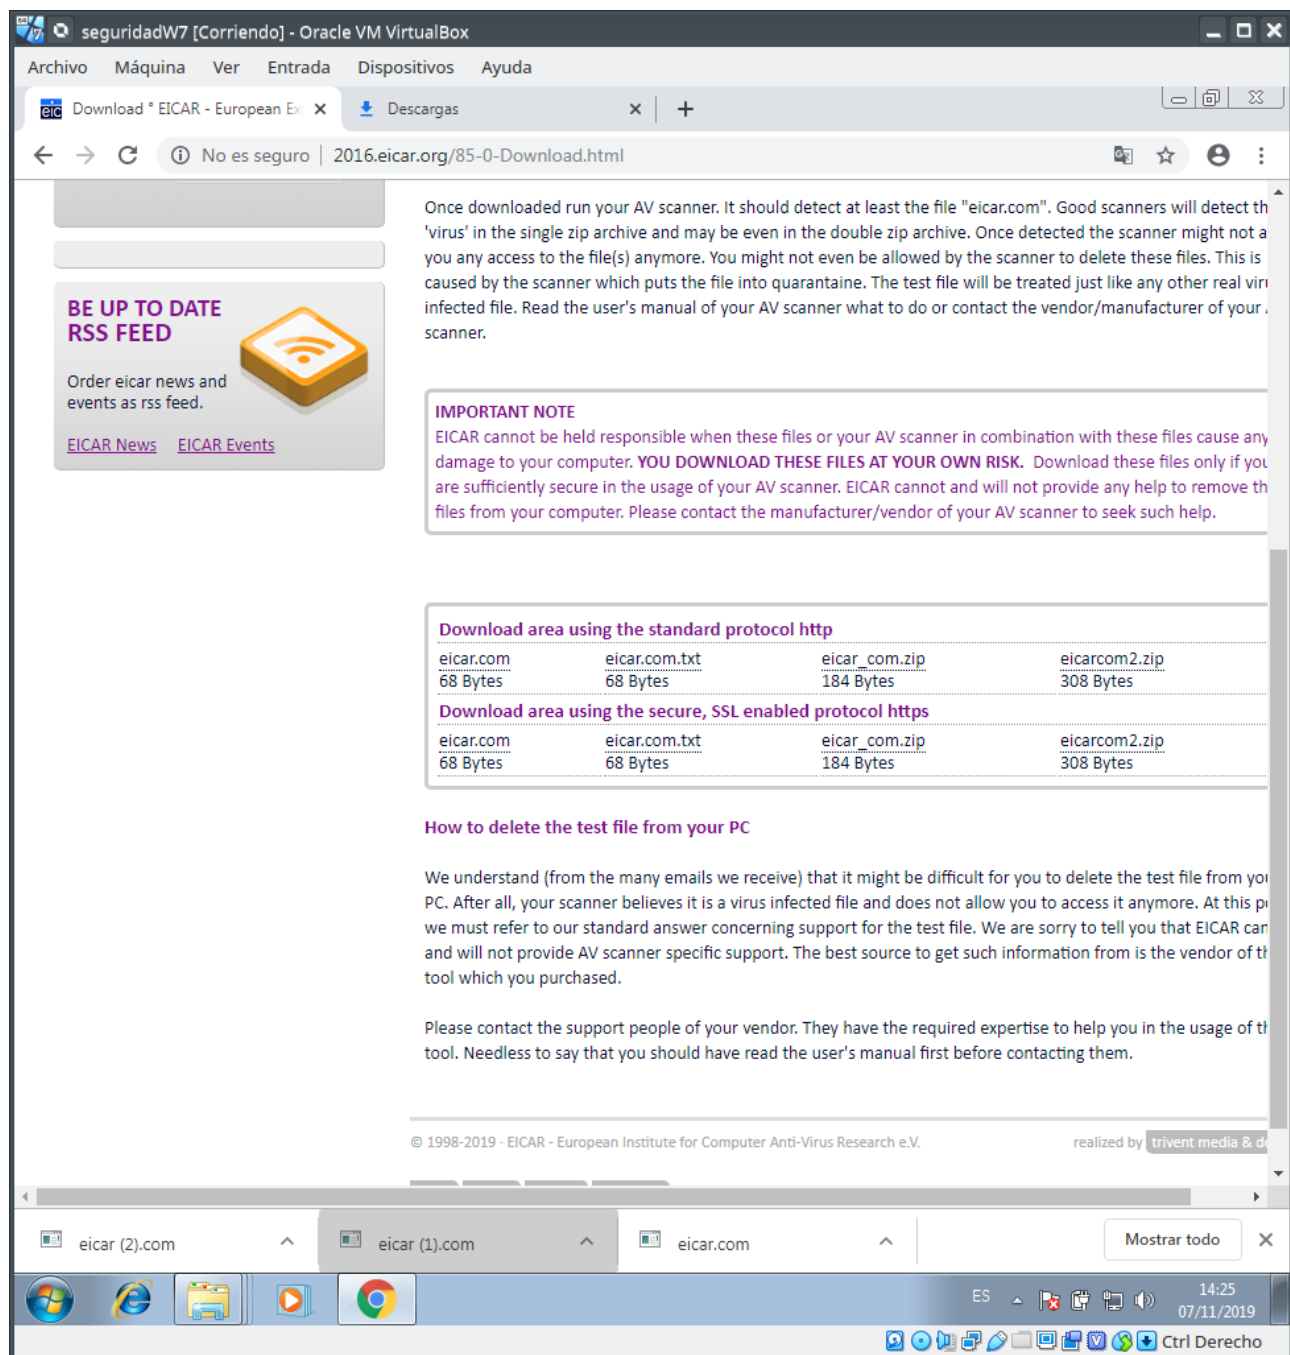 seguridadW7 [Corriendo] - Oracle VM VirtualBox
Archivo Máquina Ver Entrada Dispositivos Ayuda
eic Download ° EICAR - European Ex
Descargas
No es seguro | 2016.eicar.org/85-0-Download.html
Once downloaded run your AV scanner. It should detect at least the file "eicar.com". Good scanners will detect th
'virus' in the single zip archive and may be even in the double zip archive. Once detected the scanner might not a
you any access to the file(s) anymore. You might not even be allowed by the scanner to delete these files. This is
caused by the scanner which puts the file into quarantaine. The test file will be treated just like any other real viru
infected file. Read the user's manual of your AV scanner what to do or contact the vendor/manufacturer of your
scanner.
BE UP TO DATE
RSS FEED
Order eicar news and
events as rss feed.
EICAR News EICAR Events
IMPORTANT NOTE
EICAR cannot be held responsible when these files or your AV scanner in combination with these files cause any
damage to your computer. YOU DOWNLOAD THESE FILES AT YOUR OWN RISK. Download these files only if you
are sufficiently secure in the usage of your AV scanner. EICAR cannot and will not provide any help to remove th
files from your computer. Please contact the manufacturer/vendor of your AV scanner to seek such help.
Download area using the standard protocol http
eicar.com eicar.com.txt eicar_com.zip eicarcom2.zip
68 Bytes 68 Bytes 184 Bytes 308 Bytes
Download area using the secure, SSL enabled protocol https
eicar.com eicar.com.txt eicar_com.zip eicarcom2.zip
68 Bytes 68 Bytes 184 Bytes 308 Bytes
How to delete the test file from your PC
We understand (from the many emails we receive) that it might be difficult for you to delete the test file from you
PC. After all, your scanner believes it is a virus infected file and does not allow you to access it anymore. At this p
we must refer to our standard answer concerning support for the test file. We are sorry to tell you that EICAR can
and will not provide AV scanner specific support. The best source to get such information from is the vendor of th
tool which you purchased.
Please contact the support people of your vendor. They have the required expertise to help you in the usage of th
tool. Needless to say that you should have read the user's manual first before contacting them.
© 1998-2019 · EICAR - European Institute for Computer Anti-Virus Research e.V. realized by trivent media & de
eicar (2).com eicar (1).com eicar.com Mostrar todo
ES 14:25
07/11/2019
Ctrl Derecho